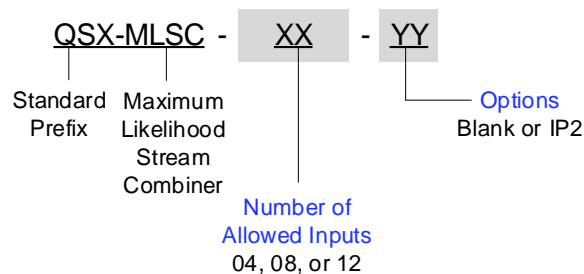 QSX-MLSC - XX - YY
Standard
Prefix
Maximum
Likelihood
Stream
Combiner
Number of
Allowed Inputs
04, 08, or 12
Options
Blank or IP2